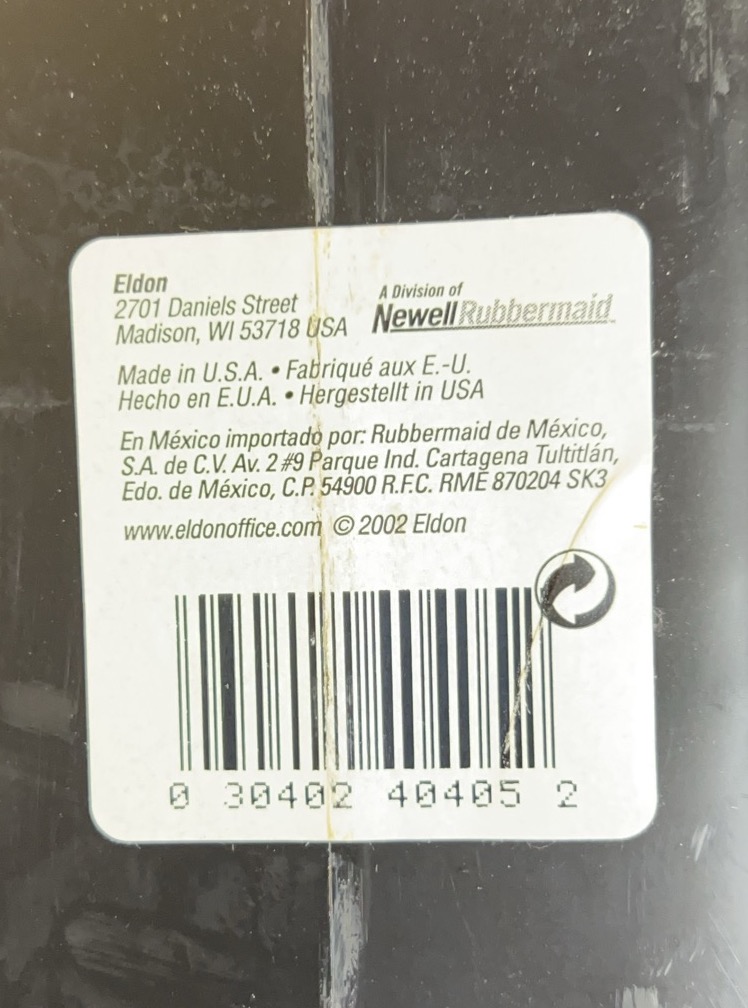 Eldon
2701 Daniels Street
Madison, WI 53718 USA
A Division of
NewellRubbermaid
Made in U.S.A. • Fabriqué aux E.-U.
Hecho en E.U.A. • Hergestellt in USA
En México importado por: Rubbermaid de México,
S.A. de C.V. Av. 2 #9 Parque Ind. Cartagena Tultitlán,
Edo. de México, C.P. 54900 R.F.C. RME 870204 SK3
www.eldonoffice.com © 2002 Eldon
0 30402 40405 2